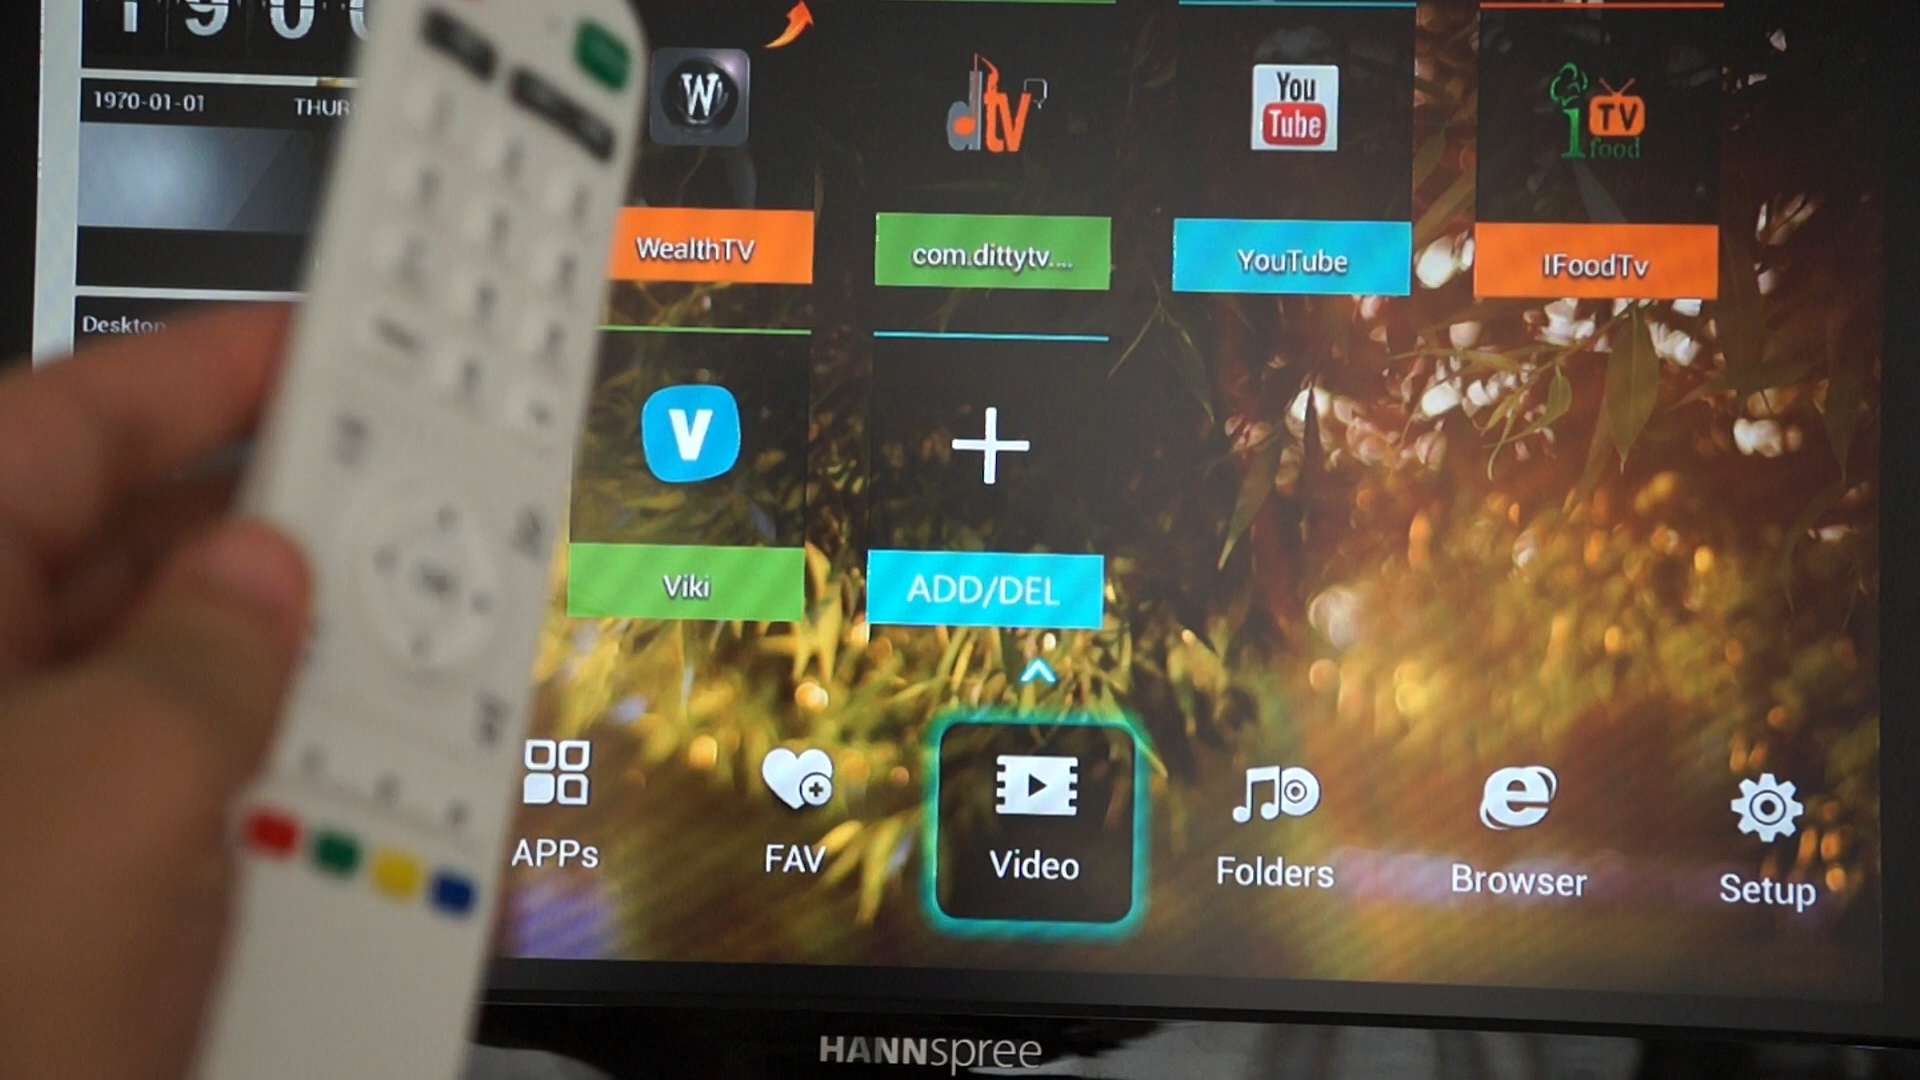 1970-01-01 THUR
W
dtv
You
Tube
TV
i
food
WealthTV
com.dittytv....
YouTube
IFoodTv
Desktop
V
Viki
ADD/DEL
APPs
FAV
Video
Folders
Browser
Setup
HANNspree